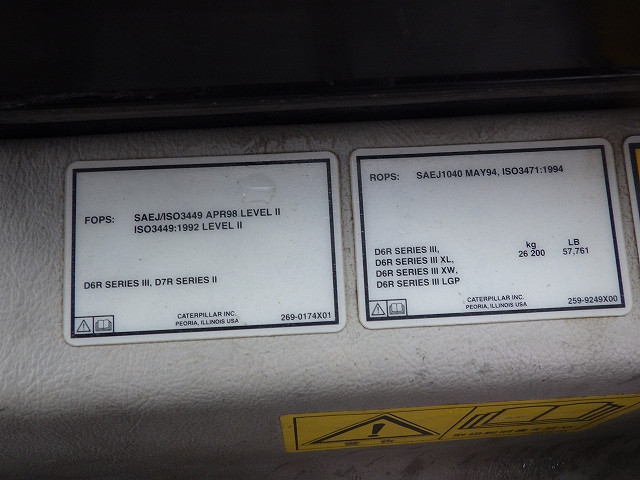 FOPS: SAEJ/ISO3449 APR98 LEVEL II
ISO3449:1992 LEVEL II
D6R SERIES III, D7R SERIES II
CATERPILLAR INC.
PEORIA, ILLINOIS USA
269-0174X01
ROPS: SAEJ1040 MAY94, ISO3471:1994
kg LB
D6R SERIES III, 26 200 57,761
D6R SERIES III XL,
D6R SERIES III XW,
D6R SERIES III LGP
CATERPILLAR INC.
PEORIA, ILLINOIS USA
259-9249X00
警告